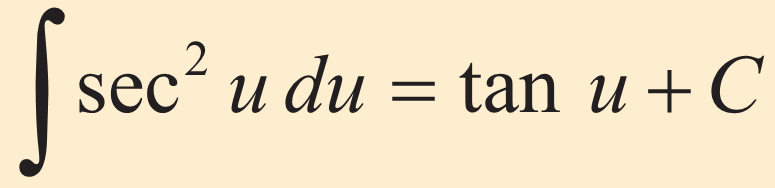 ∫ sec² u du = tan u + C